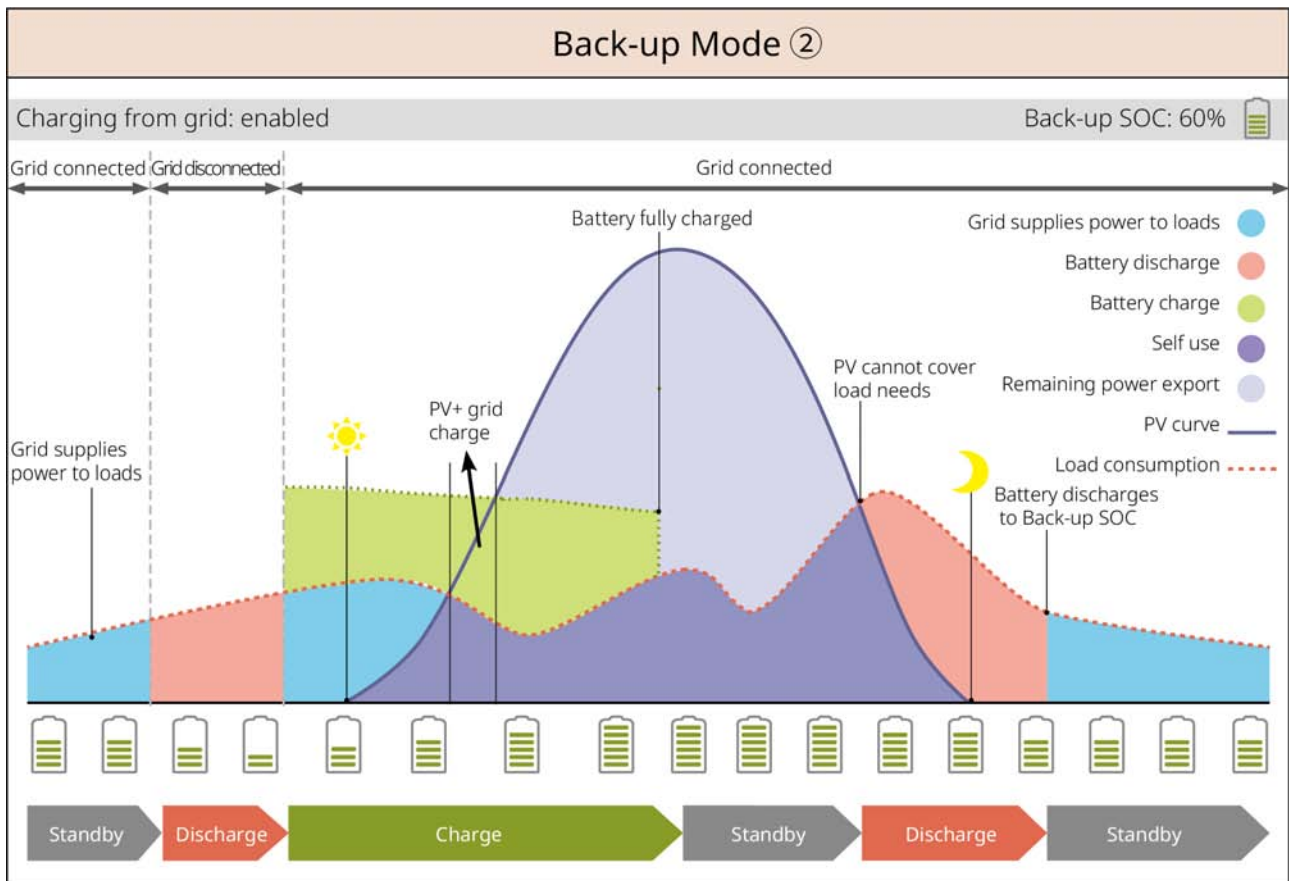 Back-up Mode ②
Charging from grid: enabled
Back-up SOC: 60%
Grid connected
Grid disconnected
Grid connected
Battery fully charged
Grid supplies power to loads
Battery discharge
Battery charge
Self use
Remaining power export
PV curve
Load consumption
PV cannot cover
load needs
PV+ grid
charge
Grid supplies
power to loads
Battery discharges
to Back-up SOC
Standby
Discharge
Charge
Standby
Discharge
Standby